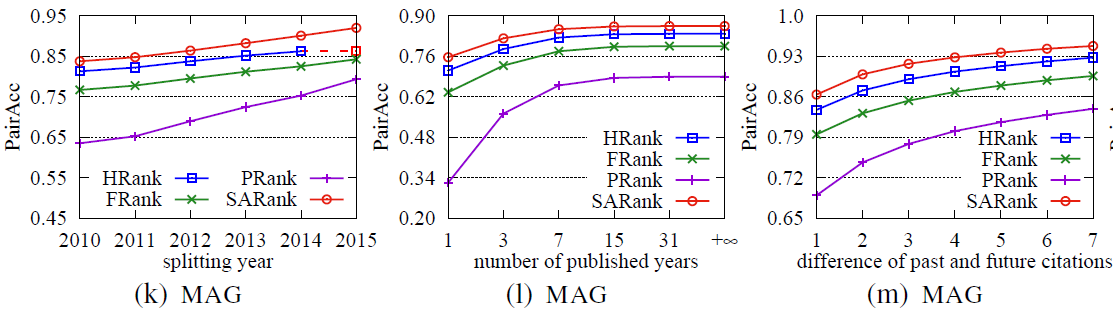 PairAcc
0.95
0.85
0.75
0.65
0.55
0.45
HRank
FRank
PRank
SARank
2010 2011 2012 2013 2014 2015
splitting year
(k) MAG
PairAcc
0.90
0.76
0.62
0.48
0.34
0.20
HRank
FRank
PRank
SARank
1 3 7 15 31 +∞
number of published years
(l) MAG
PairAcc
1.0
0.93
0.86
0.79
0.72
0.65
HRank
FRank
PRank
SARank
1 2 3 4 5 6 7
difference of past and future citations
(m) MAG